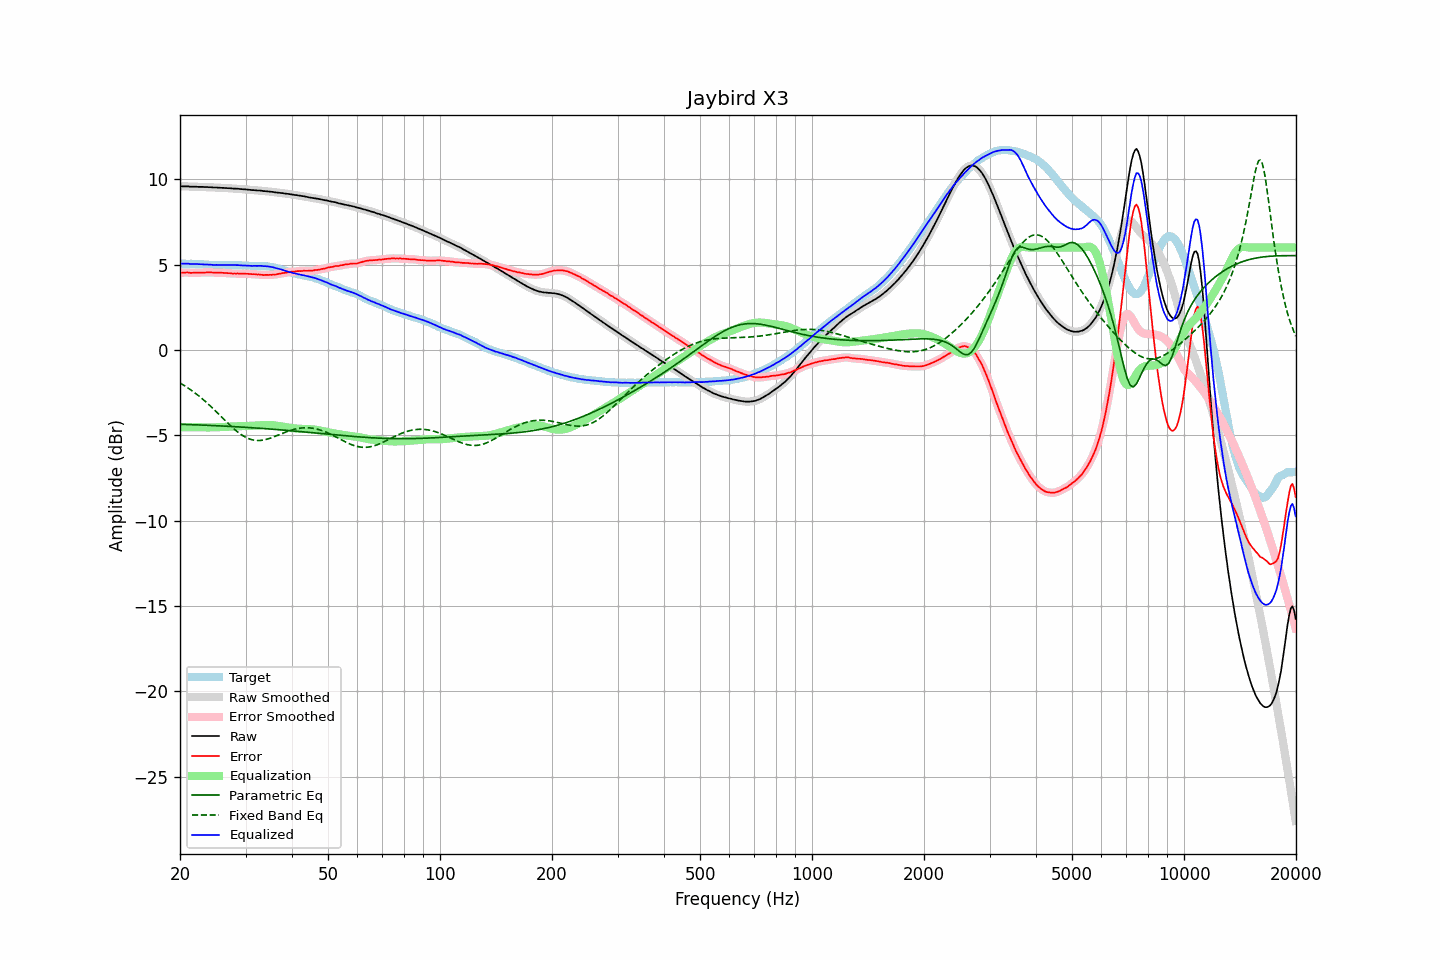 Jaybird X3
Amplitude (dBr)
10
5
0
−5
−10
−15
−20
−25
Target
Raw Smoothed
Error Smoothed
Raw
Error
Equalization
Parametric Eq
Fixed Band Eq
Equalized
20 50 100 200 500 1000 2000 5000 10000 20000
Frequency (Hz)